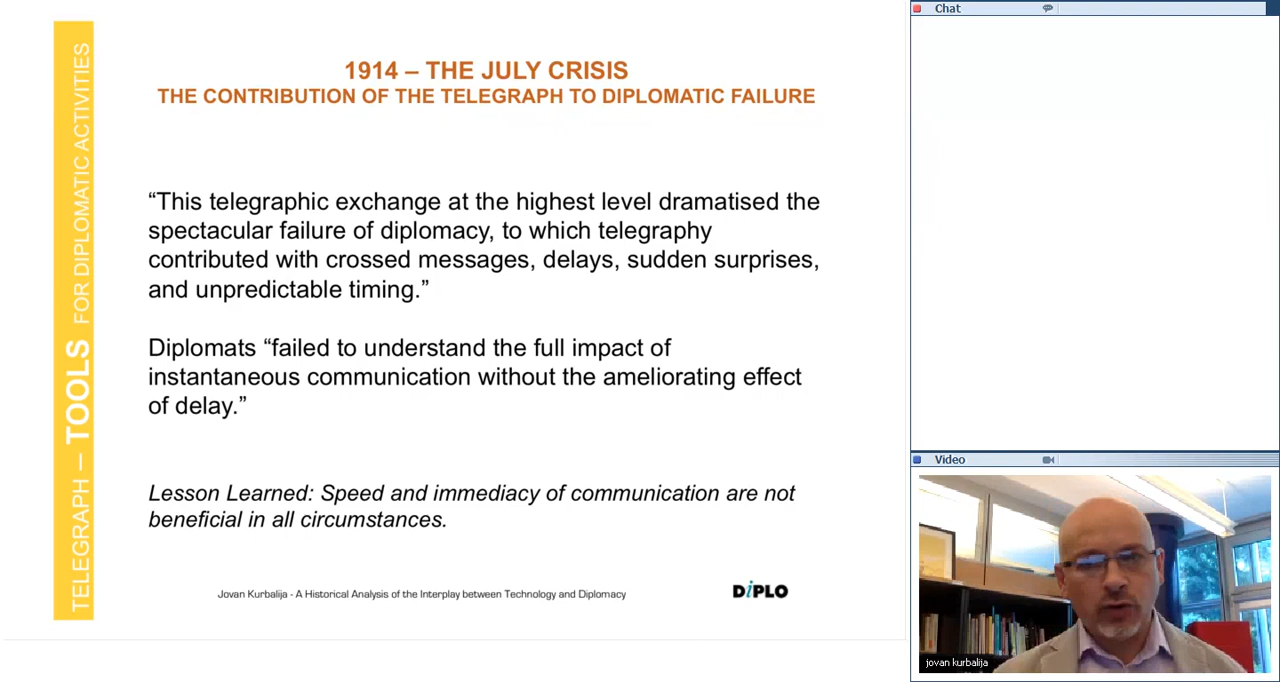 TELEGRAPH — TOOLS FOR DIPLOMATIC ACTIVITIES
1914 – THE JULY CRISIS
THE CONTRIBUTION OF THE TELEGRAPH TO DIPLOMATIC FAILURE
“This telegraphic exchange at the highest level dramatised the
spectacular failure of diplomacy, to which telegraphy
contributed with crossed messages, delays, sudden surprises,
and unpredictable timing.”
Diplomats “failed to understand the full impact of
instantaneous communication without the ameliorating effect
of delay.”
Lesson Learned: Speed and immediacy of communication are not
beneficial in all circumstances.
Jovan Kurbalija - A Historical Analysis of the Interplay between Technology and Diplomacy
DiPLO
Chat
Video
jovan kurbalija